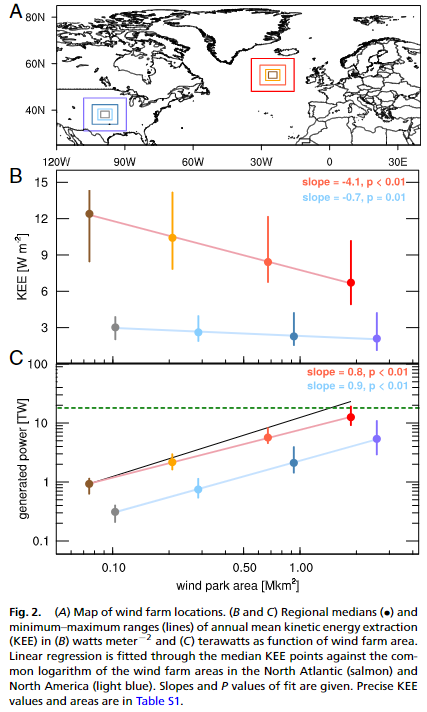 A
80N
60N
40N
120W 90W 60W 30W 0 30E
B
15
12
9
6
3
KEE [W m⁻²]
slope = -4.1, p < 0.01
slope = -0.7, p = 0.01
C
100
10
1
0.1
generated power [TW]
slope = 0.8, p < 0.01
slope = 0.9, p < 0.01
0.10 0.50 1.00
wind park area [Mkm²]
Fig. 2. (A) Map of wind farm locations. (B and C) Regional medians (●) and
minimum–maximum ranges (lines) of annual mean kinetic energy extraction
(KEE) in (B) watts meter⁻² and (C) terawatts as function of wind farm area.
Linear regression is fitted through the median KEE points against the com-
mon logarithm of the wind farm areas in the North Atlantic (salmon) and
North America (light blue). Slopes and P values of fit are given. Precise KEE
values and areas are in Table S1.